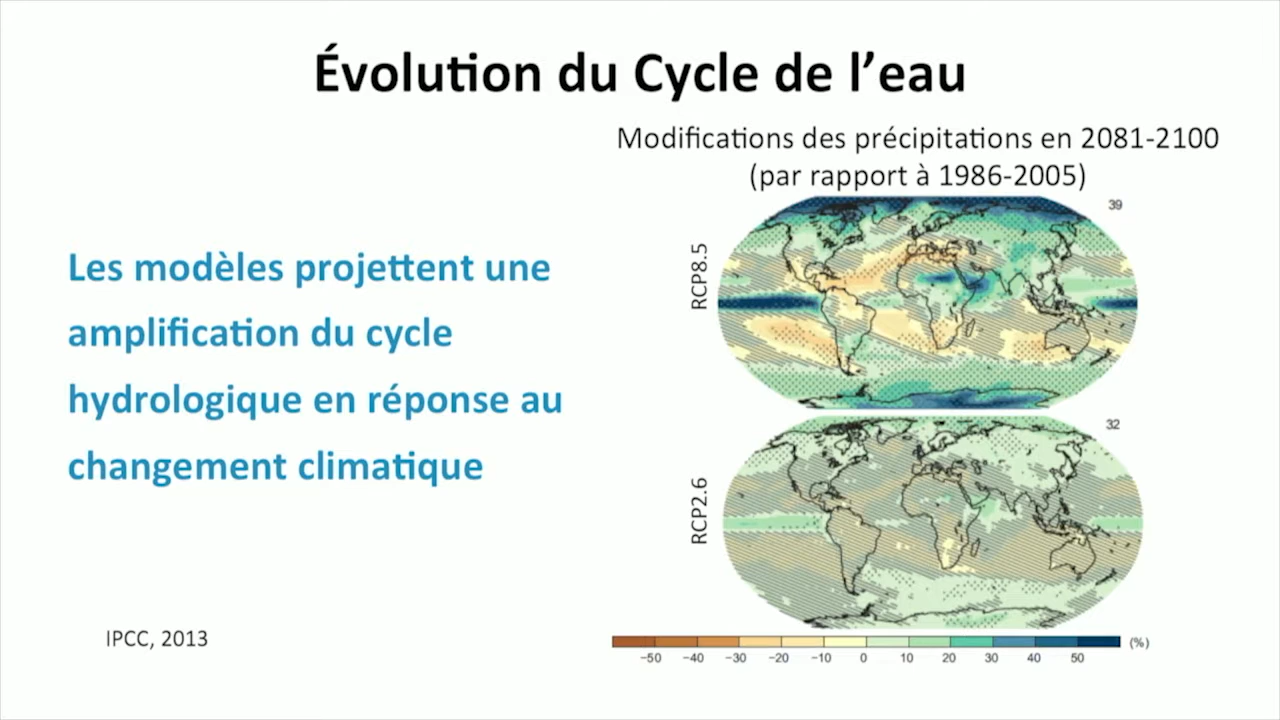 Évolution du Cycle de l’eau
Modifications des précipitations en 2081-2100
(par rapport à 1986-2005)
Les modèles projettent une
amplification du cycle
hydrologique en réponse au
changement climatique
RCP8.5
39
RCP2.6
32
−50 −40 −30 −20 −10 0 10 20 30 40 50 (%)
IPCC, 2013